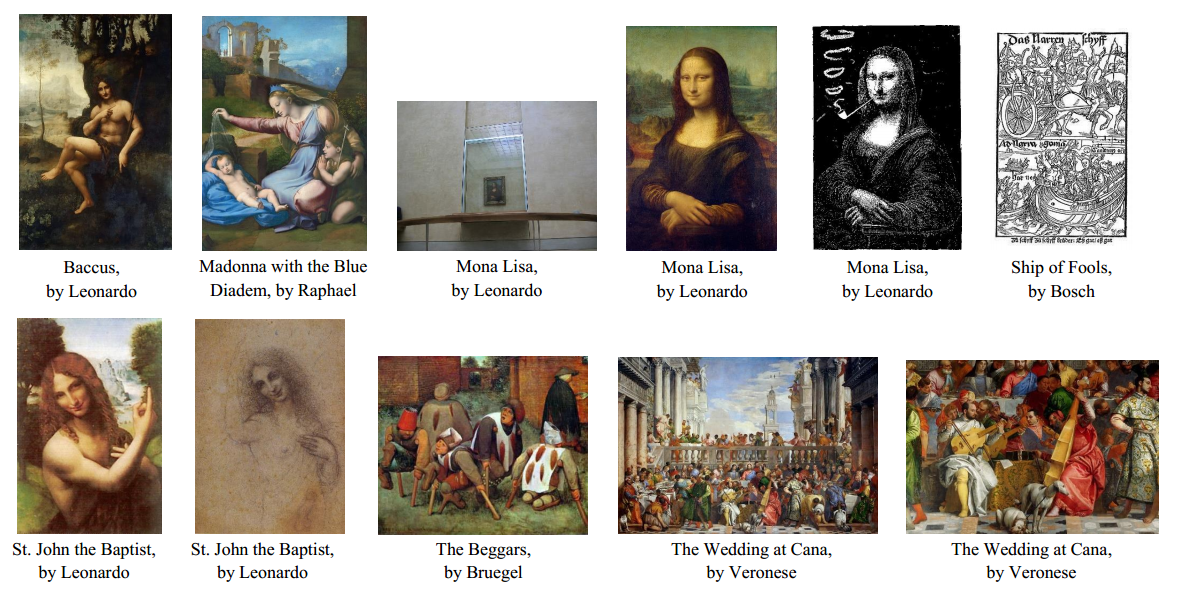 Das Narren schyff
Baccus,
by Leonardo
Madonna with the Blue
Diadem, by Raphael
Mona Lisa,
by Leonardo
Mona Lisa,
by Leonardo
Mona Lisa,
by Leonardo
Ship of Fools,
by Bosch
St. John the Baptist,
by Leonardo
St. John the Baptist,
by Leonardo
The Beggars,
by Bruegel
The Wedding at Cana,
by Veronese
The Wedding at Cana,
by Veronese